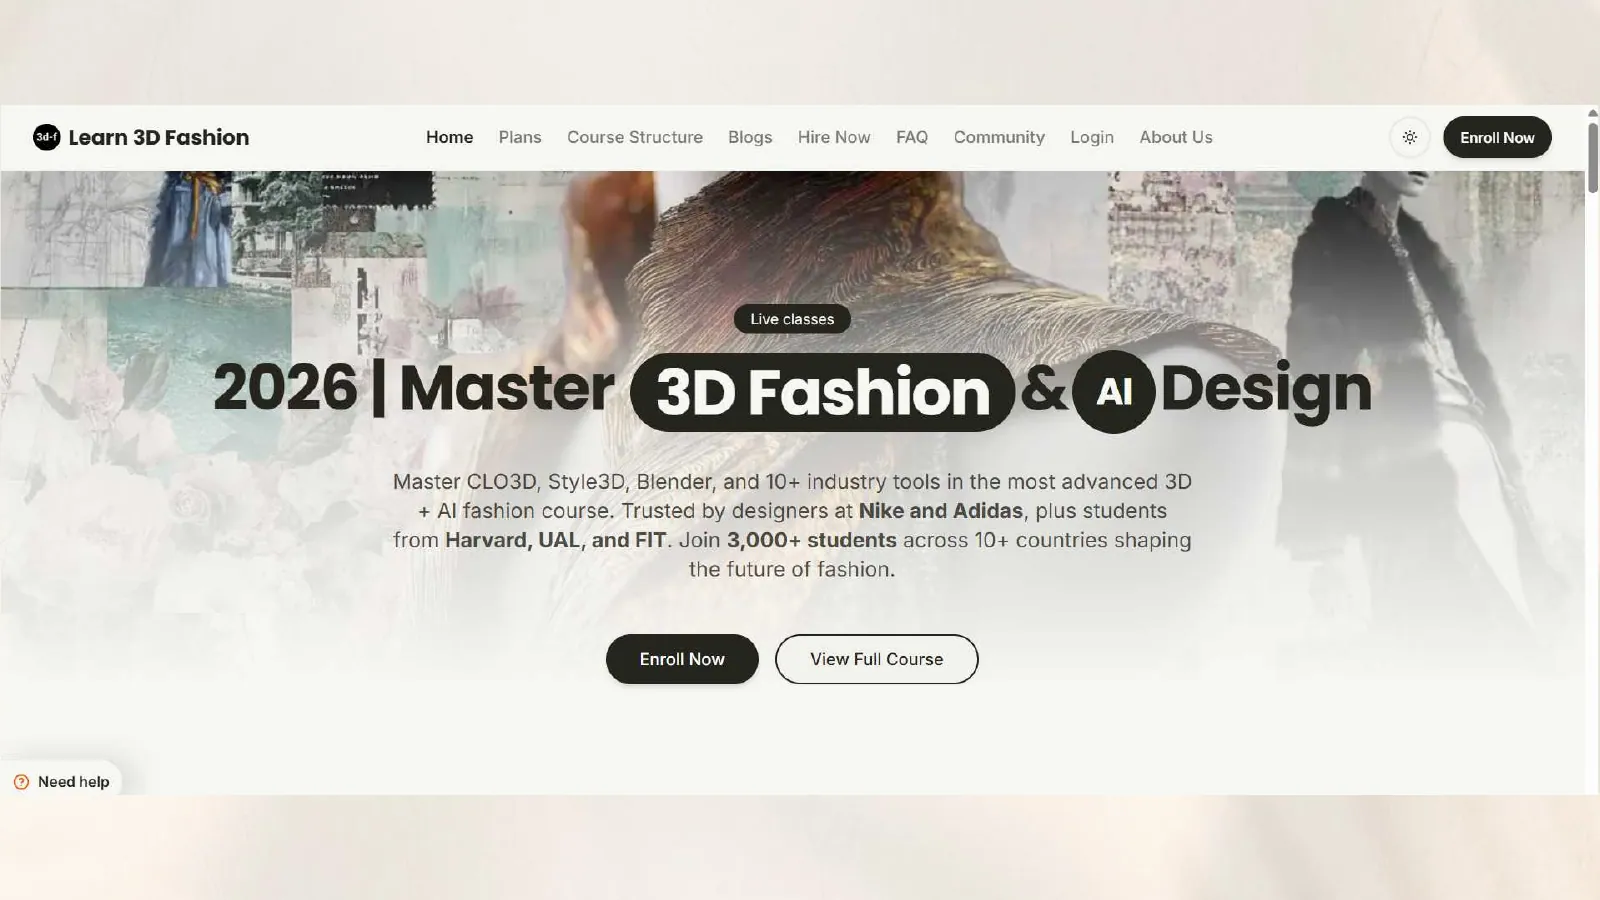 3d-f Learn 3D Fashion
Home Plans Course Structure Blogs Hire Now FAQ Community Login About Us
Enroll Now
Live classes
2026 | Master 3D Fashion & AI Design
Master CLO3D, Style3D, Blender, and 10+ industry tools in the most advanced 3D
+ AI fashion course. Trusted by designers at Nike and Adidas, plus students
from Harvard, UAL, and FIT. Join 3,000+ students across 10+ countries shaping
the future of fashion.
Enroll Now View Full Course
Need help